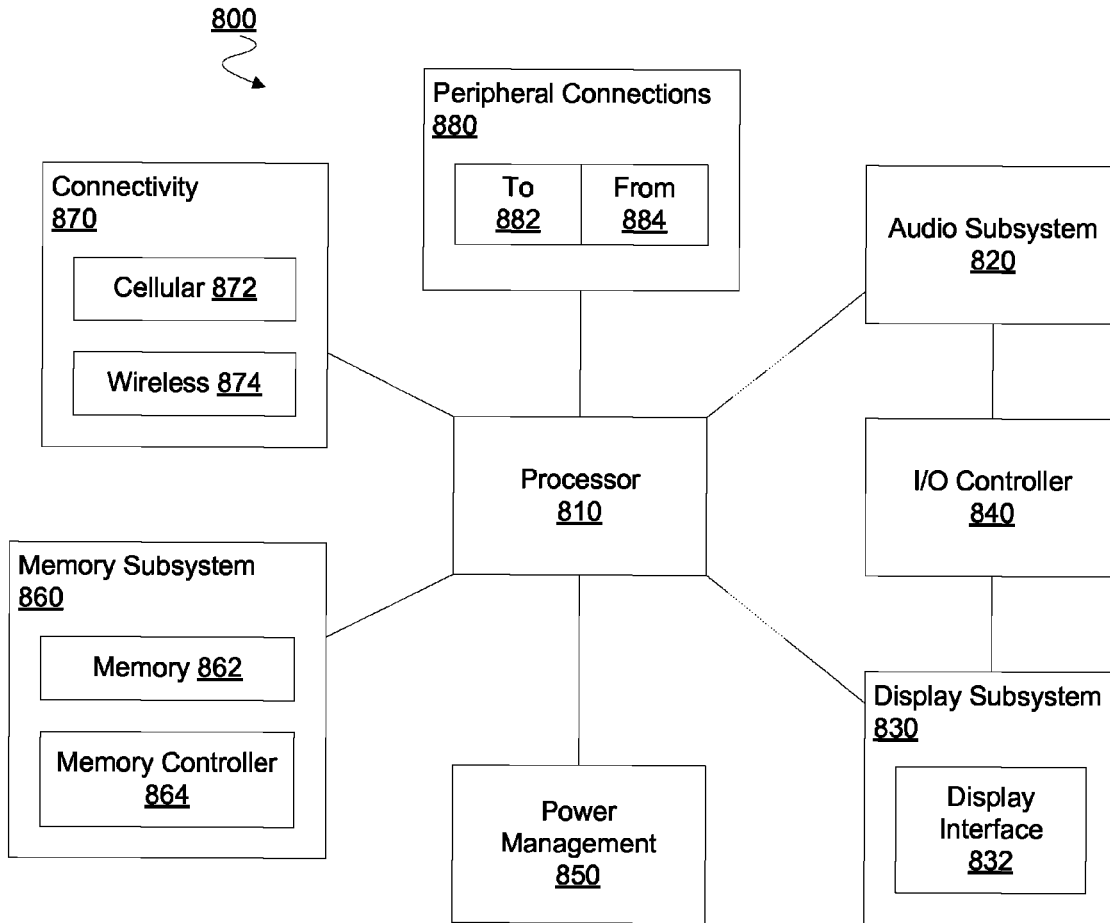 800
Peripheral Connections
880
To
882
From
884
Connectivity
870
Cellular 872
Wireless 874
Audio Subsystem
820
Processor
810
I/O Controller
840
Memory Subsystem
860
Memory 862
Memory Controller
864
Power
Management
850
Display Subsystem
830
Display
Interface
832